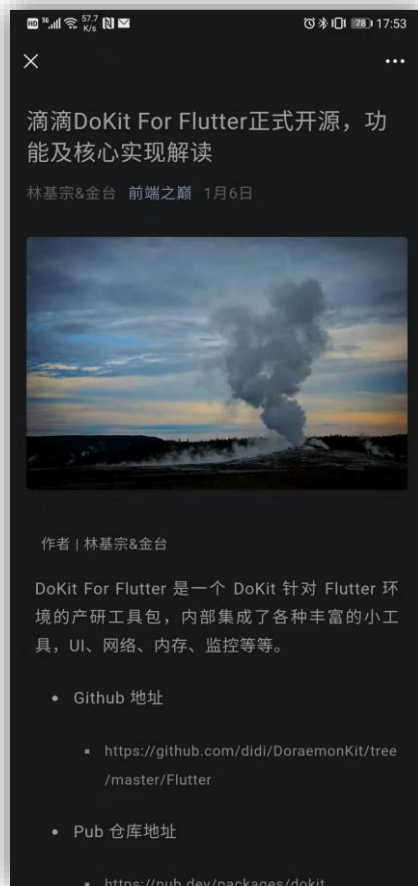 HD 5G 57.7 K/s 78 17:53
滴滴DoKit For Flutter正式开源，功
能及核心实现解读
林基宗&金台 前端之巅 1月6日
作者 | 林基宗&金台
DoKit For Flutter 是一个 DoKit 针对 Flutter 环
境的产研工具包，内部集成了各种丰富的小工
具，UI、网络、内存、监控等等。
• Github 地址
▪ https://github.com/didi/DoraemonKit/tree
/master/Flutter
• Pub 仓库地址
▪ https://pub.dev/packages/dokit